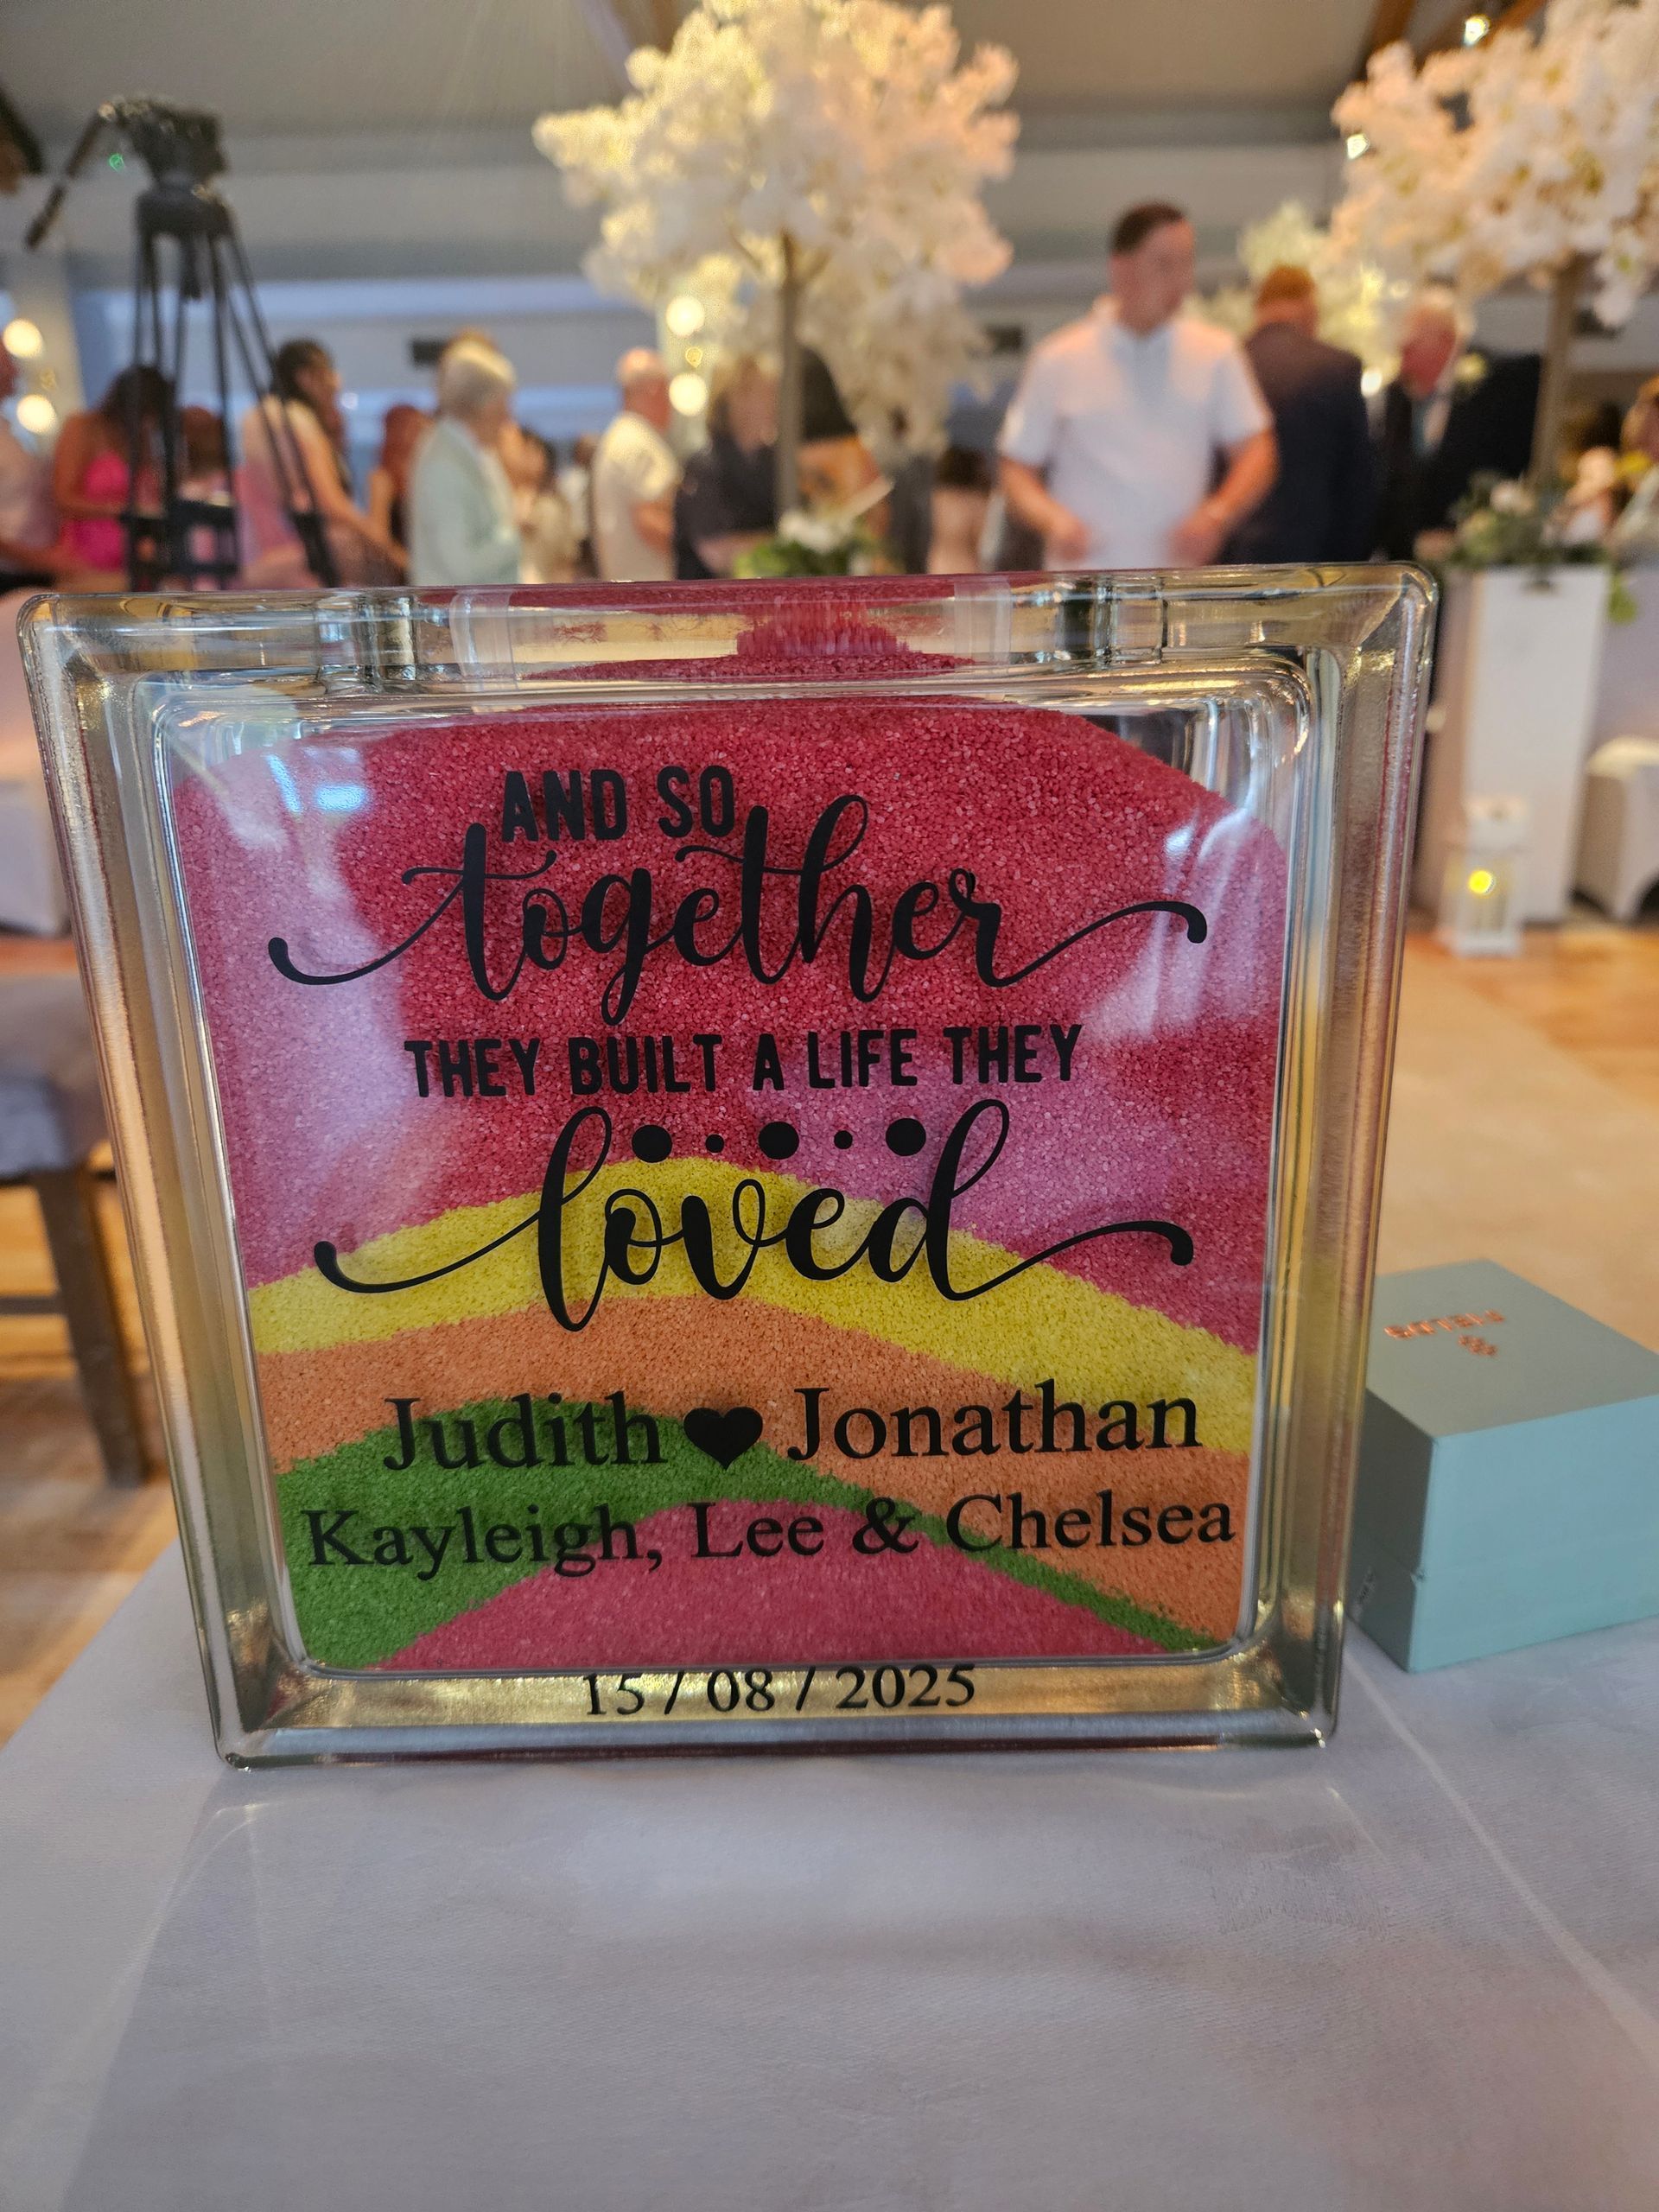 AND SO
together
THEY BUILT A LIFE THEY
loved
Judith ♥ Jonathan
Kayleigh, Lee & Chelsea
15 / 08 / 2025